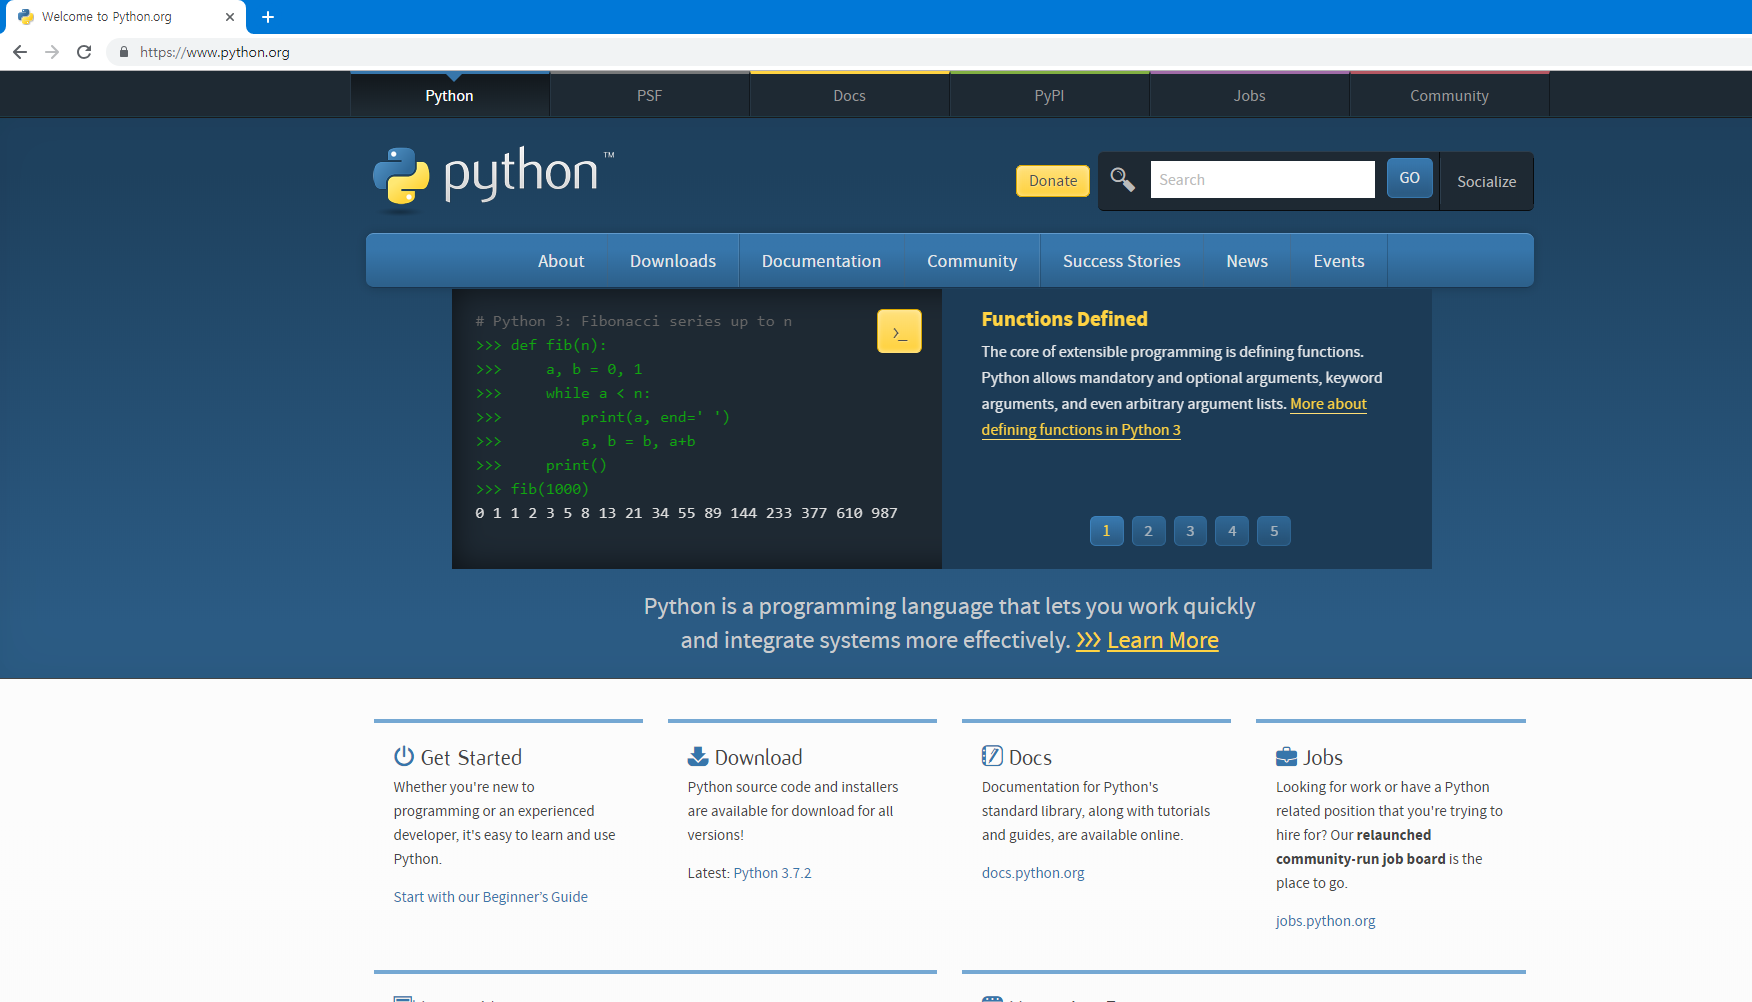 Welcome to Python.org
https://www.python.org
Python
PSF
Docs
PyPI
Jobs
Community
python™
Donate
Search
GO
Socialize
About
Downloads
Documentation
Community
Success Stories
News
Events
# Python 3: Fibonacci series up to n
>>> def fib(n):
>>>     a, b = 0, 1
>>>     while a < n:
>>>         print(a, end=' ')
>>>         a, b = b, a+b
>>>     print()
>>> fib(1000)
0 1 1 2 3 5 8 13 21 34 55 89 144 233 377 610 987
>_
Functions Defined
The core of extensible programming is defining functions.
Python allows mandatory and optional arguments, keyword
arguments, and even arbitrary argument lists. More about
defining functions in Python 3
1
2
3
4
5
Python is a programming language that lets you work quickly
and integrate systems more effectively. >>> Learn More
Get Started
Whether you're new to
programming or an experienced
developer, it's easy to learn and use
Python.
Start with our Beginner’s Guide
Download
Python source code and installers
are available for download for all
versions!
Latest: Python 3.7.2
Docs
Documentation for Python's
standard library, along with tutorials
and guides, are available online.
docs.python.org
Jobs
Looking for work or have a Python
related position that you're trying to
hire for? Our relaunched
community-run job board is the
place to go.
jobs.python.org